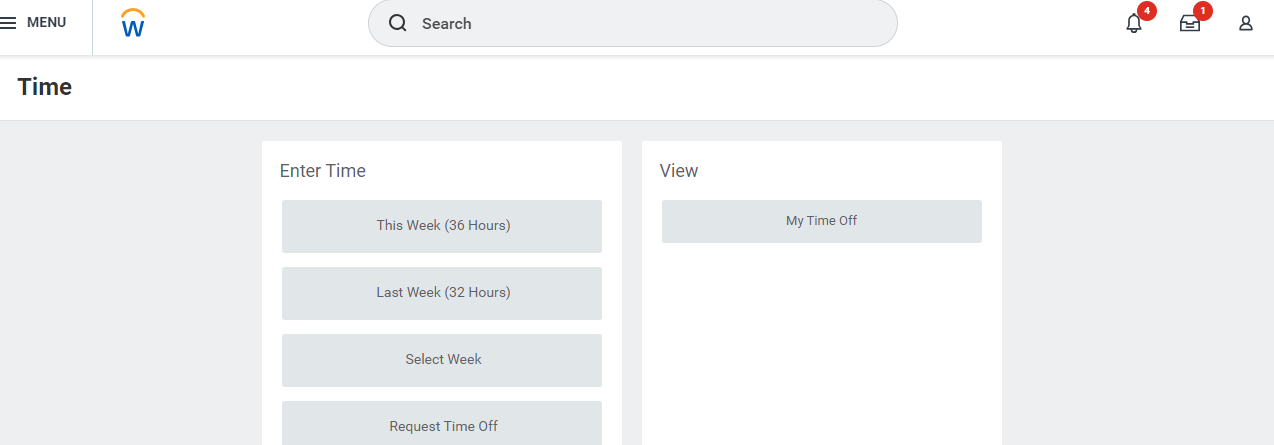 MENU
W
Search
4
1
Time
Enter Time
This Week (36 Hours)
Last Week (32 Hours)
Select Week
Request Time Off
View
My Time Off